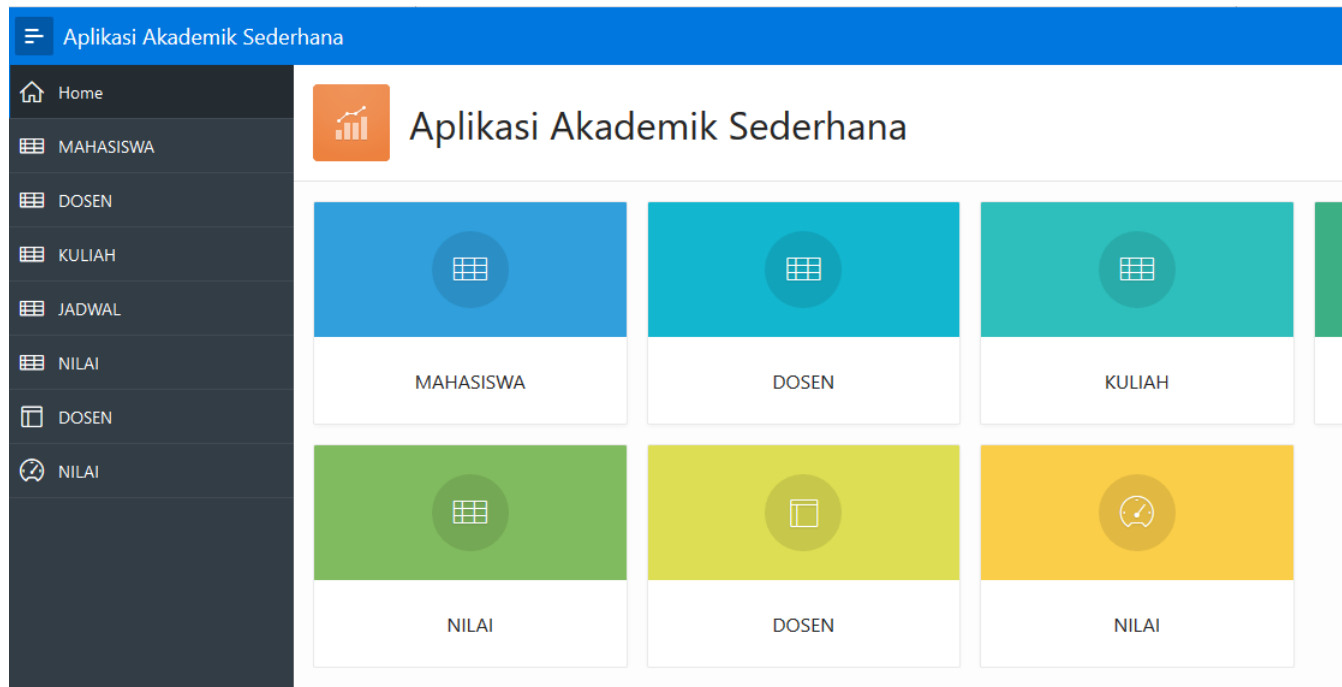 Aplikasi Akademik Sederhana
Home
MAHASISWA
DOSEN
KULIAH
JADWAL
NILAI
DOSEN
NILAI
Aplikasi Akademik Sederhana
MAHASISWA
DOSEN
KULIAH
NILAI
DOSEN
NILAI